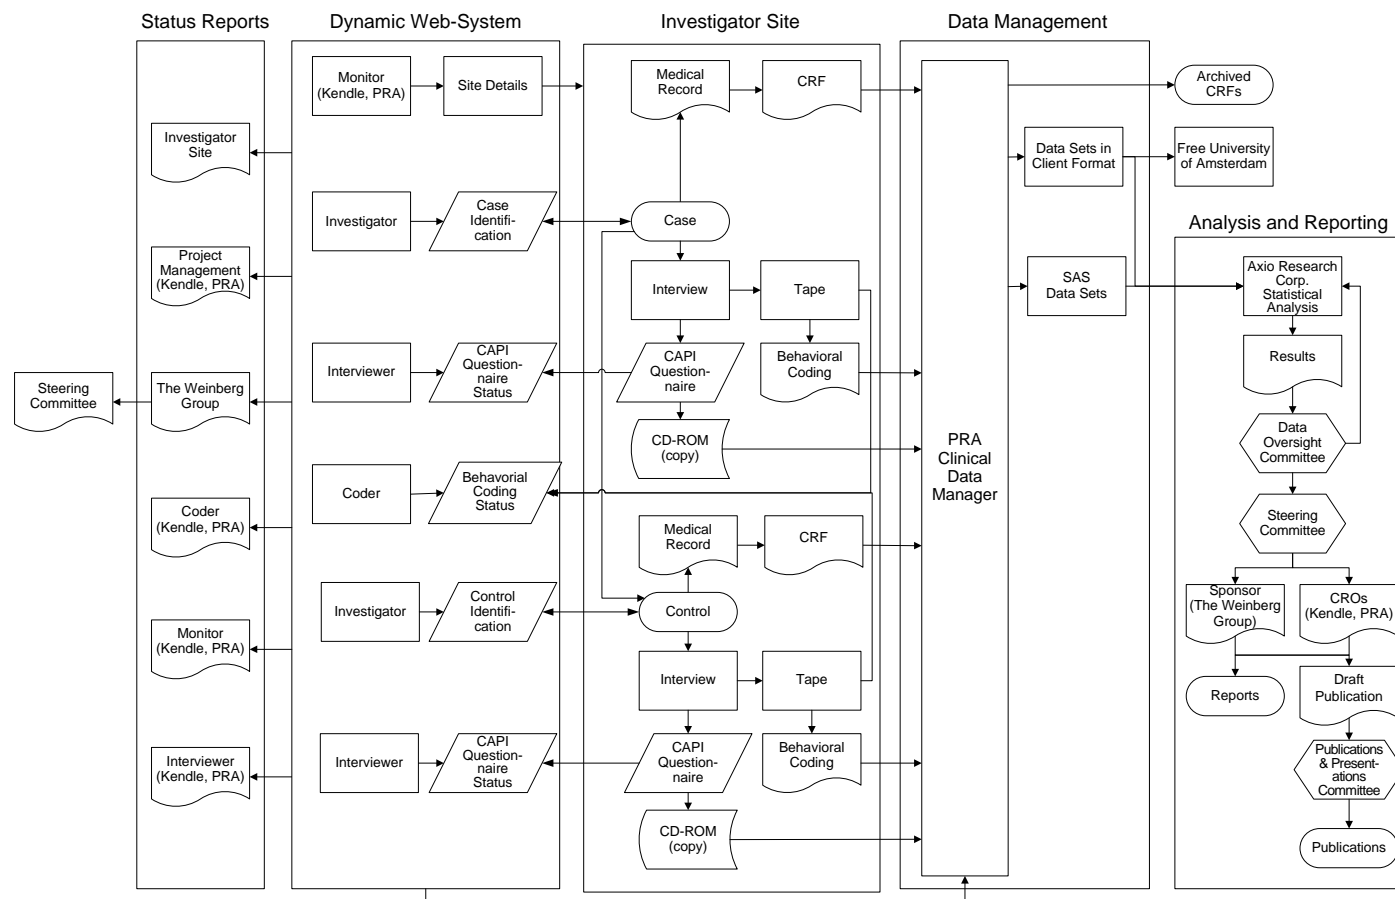 Status Reports
Dynamic Web-System
Investigator Site
Data Management
Monitor
(Kendle, PRA)
Site Details
Medical
Record
CRF
Archived
CRFs
Investigator
Site
Data Sets in
Client Format
Free University
of Amsterdam
Investigator
Case
Identifi-
cation
Case
Analysis and Reporting
Project
Management
(Kendle, PRA)
Interview
Tape
SAS
Data Sets
Axio Research
Corp.
Statistical
Analysis
Interviewer
CAPI
Question-
naire
Status
CAPI
Question-
naire
Behavioral
Coding
Results
Steering
Committee
The Weinberg
Group
CD-ROM
(copy)
PRA
Clinical
Data
Manager
Data
Oversight
Committee
Coder
Behavorial
Coding
Status
Coder
(Kendle, PRA)
Medical
Record
CRF
Steering
Committee
Investigator
Control
Identifi-
cation
Control
Sponsor
(The Weinberg
Group)
CROs
(Kendle, PRA)
Monitor
(Kendle, PRA)
Interview
Tape
Reports
Draft
Publication
Interviewer
(Kendle, PRA)
Interviewer
CAPI
Question-
naire
Status
CAPI
Question-
naire
Behavioral
Coding
Publications
& Present-
ations
Committee
CD-ROM
(copy)
Publications